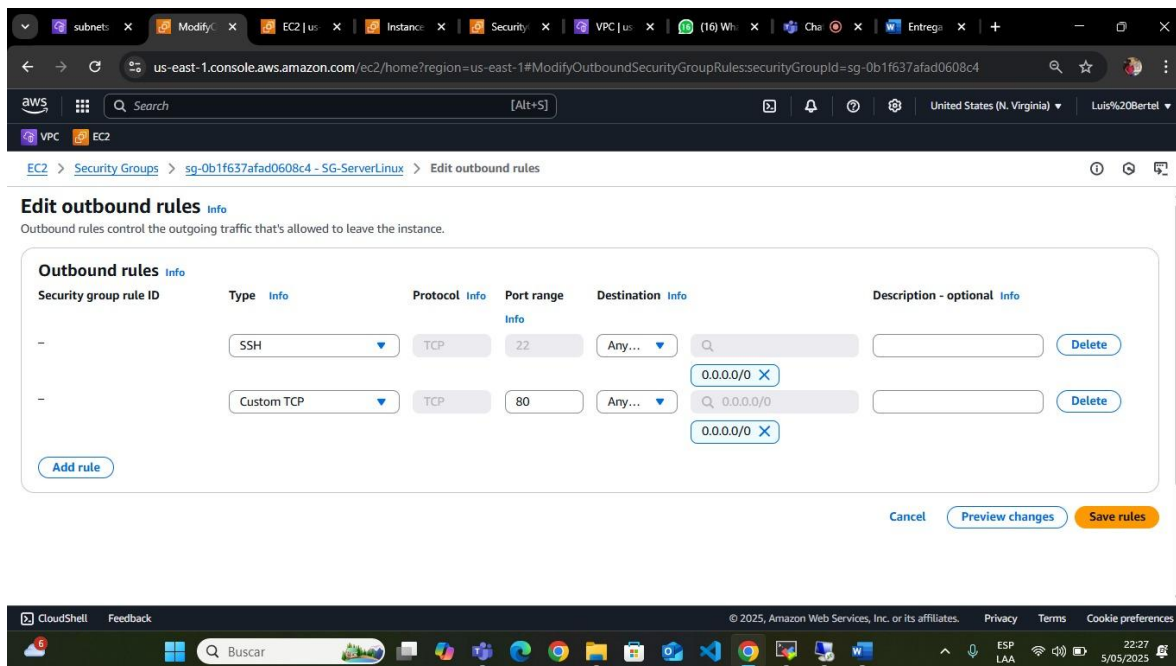 subnets
ModifyC
EC2 | us
Instance
Security
VPC | us
(16) Wh
Cha
Entrega
us-east-1.console.aws.amazon.com/ec2/home?region=us-east-1#ModifyOutboundSecurityGroupRules:securityGroupId=sg-0b1f637afad0608c4
aws Search [Alt+S] United States (N. Virginia) Luis%20Bertel
VPC EC2
EC2 > Security Groups > sg-0b1f637afad0608c4 - SG-ServerLinux > Edit outbound rules
Edit outbound rules Info
Outbound rules control the outgoing traffic that's allowed to leave the instance.
Outbound rules Info
Security group rule ID Type Info Protocol Info Port range Destination Info Description - optional Info
Info
– SSH TCP 22 Any... Delete
0.0.0.0/0
– Custom TCP TCP 80 Any... 0.0.0.0/0 Delete
0.0.0.0/0
Add rule
Cancel Preview changes Save rules
CloudShell Feedback © 2025, Amazon Web Services, Inc. or its affiliates. Privacy Terms Cookie preferences
6 Buscar ESP 22:27
LAA 5/05/2025